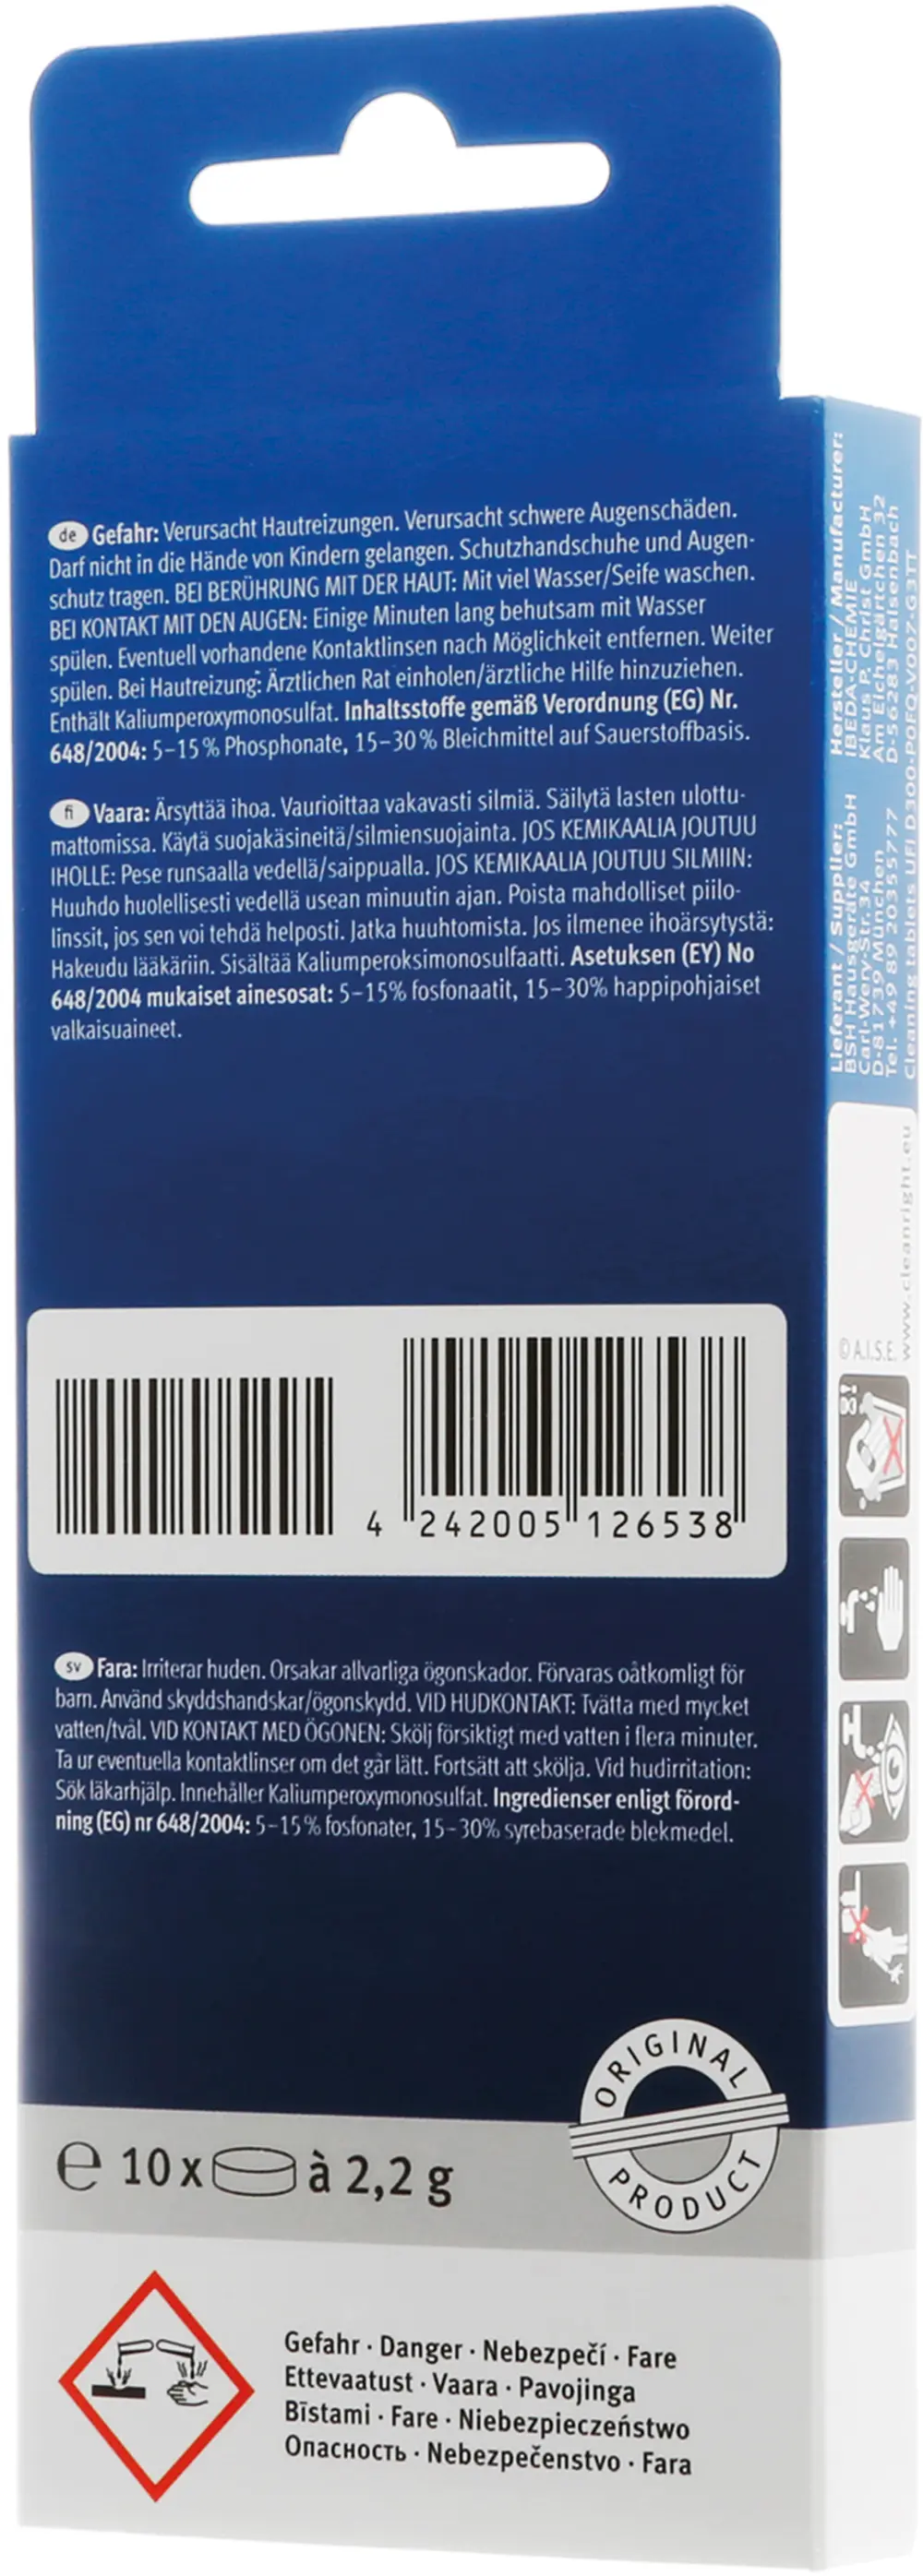 de Gefahr: Verursacht Hautreizungen. Verursacht schwere Augenschäden.
Darf nicht in die Hände von Kindern gelangen. Schutzhandschuhe und Augen-
schutz tragen. BEI BERÜHRUNG MIT DER HAUT: Mit viel Wasser/Seife waschen.
BEI KONTAKT MIT DEN AUGEN: Einige Minuten lang behutsam mit Wasser
spülen. Eventuell vorhandene Kontaktlinsen nach Möglichkeit entfernen. Weiter
spülen. Bei Hautreizung: Ärztlichen Rat einholen/ärztliche Hilfe hinzuziehen.
Enthält Kaliumperoxymonosulfat. Inhaltsstoffe gemäß Verordnung (EG) Nr.
648/2004: 5–15 % Phosphonate, 15–30 % Bleichmittel auf Sauerstoffbasis.
fi Vaara: Ärsyttää ihoa. Vaurioittaa vakavasti silmiä. Säilytä lasten ulottu-
mattomissa. Käytä suojakäsineitä/silmiensuojainta. JOS KEMIKAALIA JOUTUU
IHOLLE: Pese runsaalla vedellä/saippualla. JOS KEMIKAALIA JOUTUU SILMIIN:
Huuhdo huolellisesti vedellä usean minuutin ajan. Poista mahdolliset piilo-
linssit, jos sen voi tehdä helposti. Jatka huuhtomista. Jos ilmenee ihoärsytystä:
Hakeudu lääkäriin. Sisältää Kaliumperoksimonosulfaatti. Asetuksen (EY) No
648/2004 mukaiset ainesosat: 5–15% fosfonaatit, 15–30% happipohjaiset
valkaisuaineet.
4 242005 126538
sv Fara: Irriterar huden. Orsakar allvarliga ögonskador. Förvaras oåtkomligt för
barn. Använd skyddshandskar/ögonskydd. VID HUDKONTAKT: Tvätta med mycket
vatten/tvål. VID KONTAKT MED ÖGONEN: Skölj försiktigt med vatten i flera minuter.
Ta ur eventuella kontaktlinser om det går lätt. Fortsätt att skölja. Vid hudirritation:
Sök läkarhjälp. Innehåller Kaliumperoxymonosulfat. Ingredienser enligt förord-
ning (EG) nr 648/2004: 5–15 % fosfonater, 15–30% syrebaserade blekmedel.
ORIGINAL
PRODUCT
℮ 10 x à 2,2 g
Gefahr · Danger · Nebezpečí · Fare
Ettevaatust · Vaara · Pavojinga
Bīstami · Fare · Niebezpieczeństwo
Опасность · Nebezpečenstvo · Fara
Hersteller / Manufacturer:
IBEDA-CHEMIE
Klaus P. Christ GmbH
Am Eichelgärtchen 32
D-56283 Halsenbach
Lieferant / Supplier:
BSH Hausgeräte GmbH
Carl-Wery-Str. 34
D-81739 München
Tel. +49 89 20355777
Cleaning tablets UFI
© A.I.S.E.
www.cleanright.eu